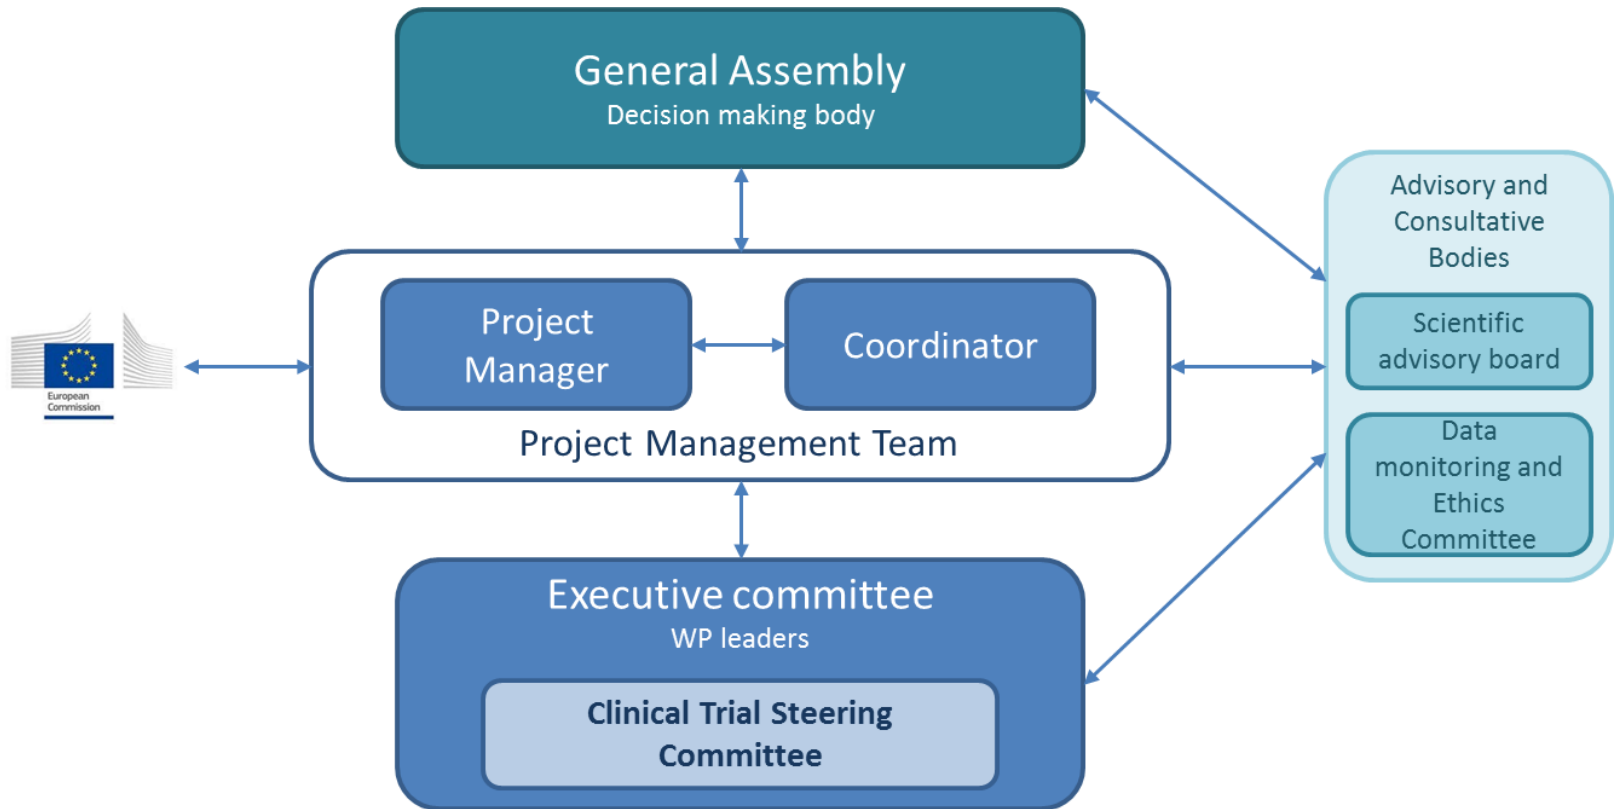 General Assembly
Decision making body
Advisory and
Consultative
Bodies
Scientific
advisory board
Data
monitoring and
Ethics
Committee
Project
Manager
Coordinator
Project Management Team
European
Commission
Executive committee
WP leaders
Clinical Trial Steering
Committee